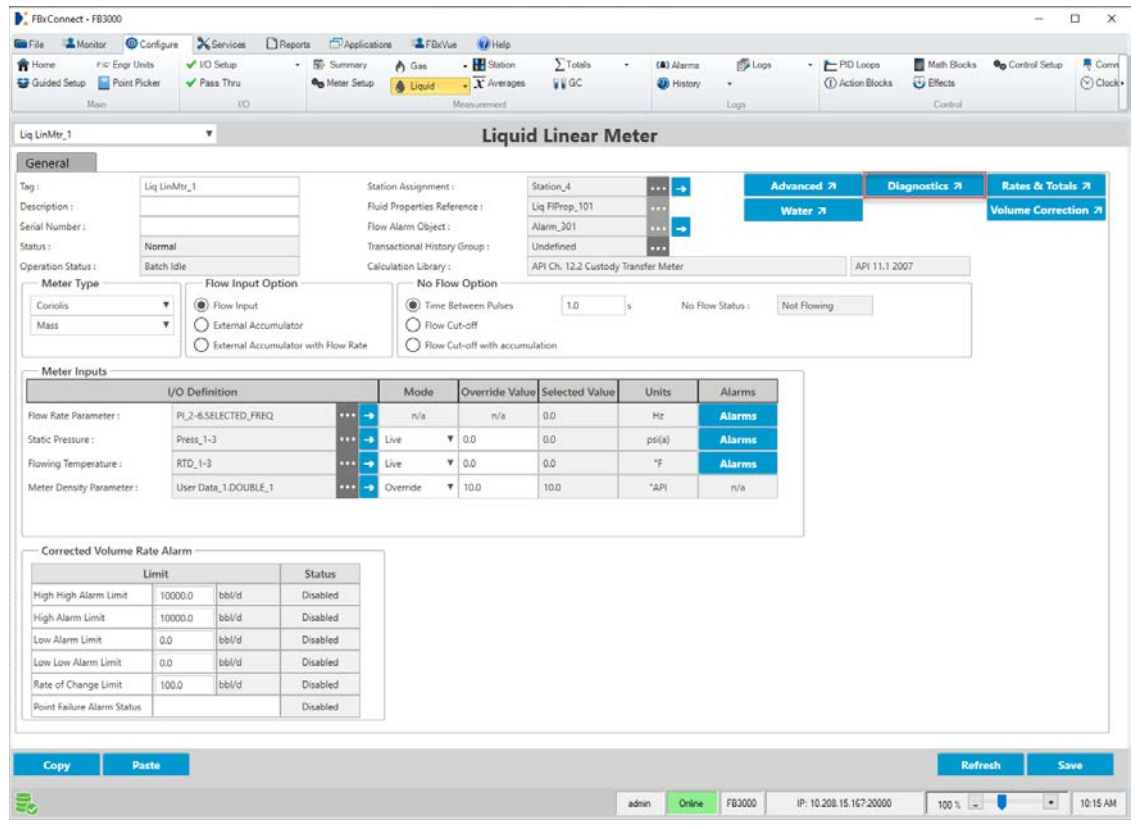 FBxConnect - FB3000
File Monitor Configure Services Reports Applications FBxVue Help
Home Engr Units I/O Setup Summary Gas Station Totals Alarms Logs PID Loops Math Blocks Control Setup Comm
Guided Setup Point Picker Pass Thru Meter Setup Liquid Averages GC History Action Blocks Effects Clock
Main I/O Measurement Logs Control
Liq LinMtr_1 Liquid Linear Meter
General
Tag : Liq LinMtr_1 Station Assignment : Station_4 ... Advanced Diagnostics Rates & Totals
Description : Fluid Properties Reference : Liq FlProp_101 ... Water Volume Correction
Serial Number : Flow Alarm Object : Alarm_301 ...
Status : Normal Transactional History Group : Undefined ...
Operation Status : Batch Idle Calculation Library : API Ch. 12.2 Custody Transfer Meter API 11.1 2007
Meter Type Flow Input Option No Flow Option
Coriolis Flow Input Time Between Pulses 1.0 s No Flow Status : Not Flowing
Mass External Accumulator Flow Cut-off
External Accumulator with Flow Rate Flow Cut-off with accumulation
Meter Inputs
I/O Definition Mode Override Value Selected Value Units Alarms
Flow Rate Parameter : PI_2-6.SELECTED_FREQ ... n/a n/a 0.0 Hz Alarms
Static Pressure : Press_1-3 ... Live 0.0 0.0 psi(a) Alarms
Flowing Temperature : RTD_1-3 ... Live 0.0 0.0 °F Alarms
Meter Density Parameter : User Data_1.DOUBLE_1 ... Override 10.0 10.0 °API n/a
Corrected Volume Rate Alarm
Limit Status
High High Alarm Limit 10000.0 bbl/d Disabled
High Alarm Limit 10000.0 bbl/d Disabled
Low Alarm Limit 0.0 bbl/d Disabled
Low Low Alarm Limit 0.0 bbl/d Disabled
Rate of Change Limit 100.0 bbl/d Disabled
Point Failure Alarm Status Disabled
Copy Paste Refresh Save
admin Online FB3000 IP: 10.208.15.167:20000 100 % - + 10:15 AM